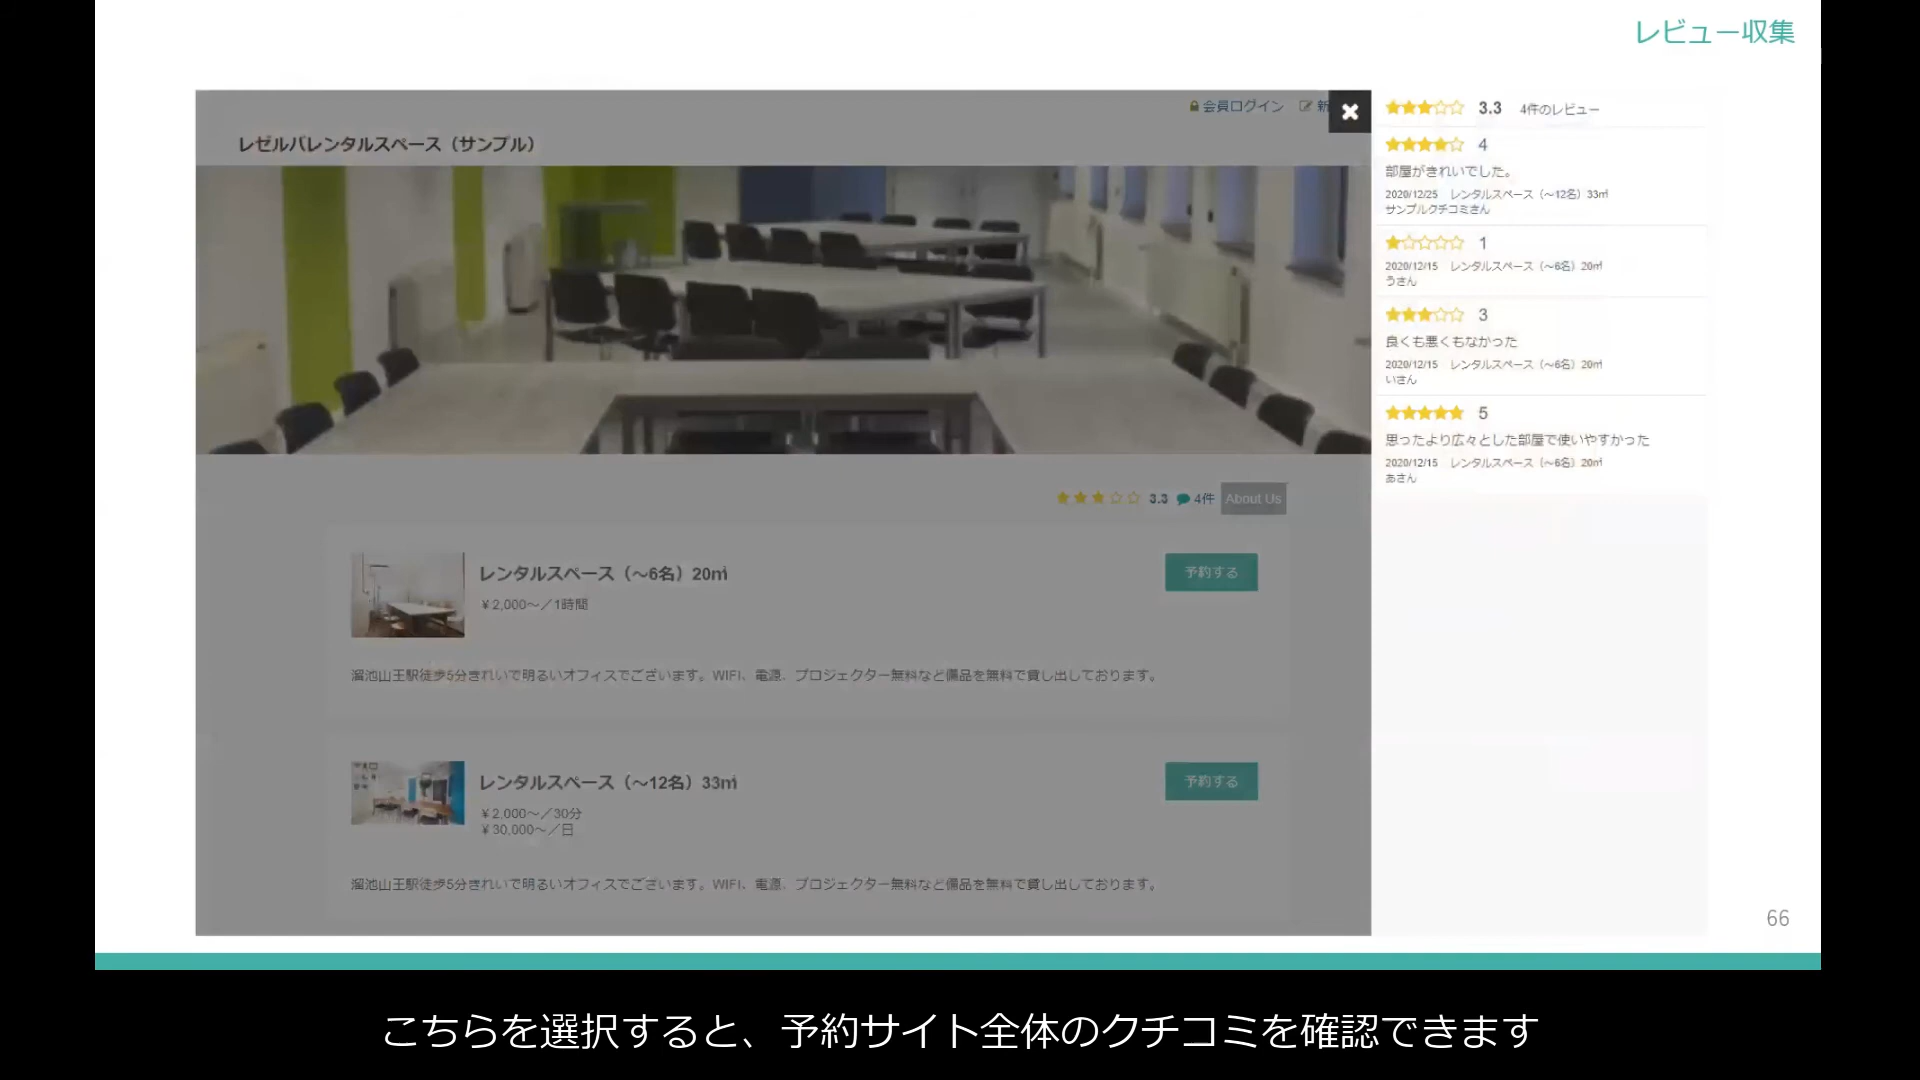 レビュー収集
会員ログイン 新
レゼルバレンタルスペース（サンプル）
3.3 4件 About Us
レンタルスペース（～6名）20㎡
￥2,000～／1時間
予約する
溜池山王駅徒歩5分きれいで明るいオフィスでございます。WIFI、電源、プロジェクター無料など備品を無料で貸し出しております。
レンタルスペース（～12名）33㎡
￥2,000～／30分
￥30,000～／日
予約する
溜池山王駅徒歩5分きれいで明るいオフィスでございます。WIFI、電源、プロジェクター無料など備品を無料で貸し出しております。
3.3 4件のレビュー
4
部屋がきれいでした。
2020/12/25 レンタルスペース（～12名）33㎡
サンプルクチコミさん
1
2020/12/15 レンタルスペース（～6名）20㎡
うさん
3
良くも悪くもなかった
2020/12/15 レンタルスペース（～6名）20㎡
いさん
5
思ったより広々とした部屋で使いやすかった
2020/12/15 レンタルスペース（～6名）20㎡
あさん
66
こちらを選択すると、予約サイト全体のクチコミを確認できます